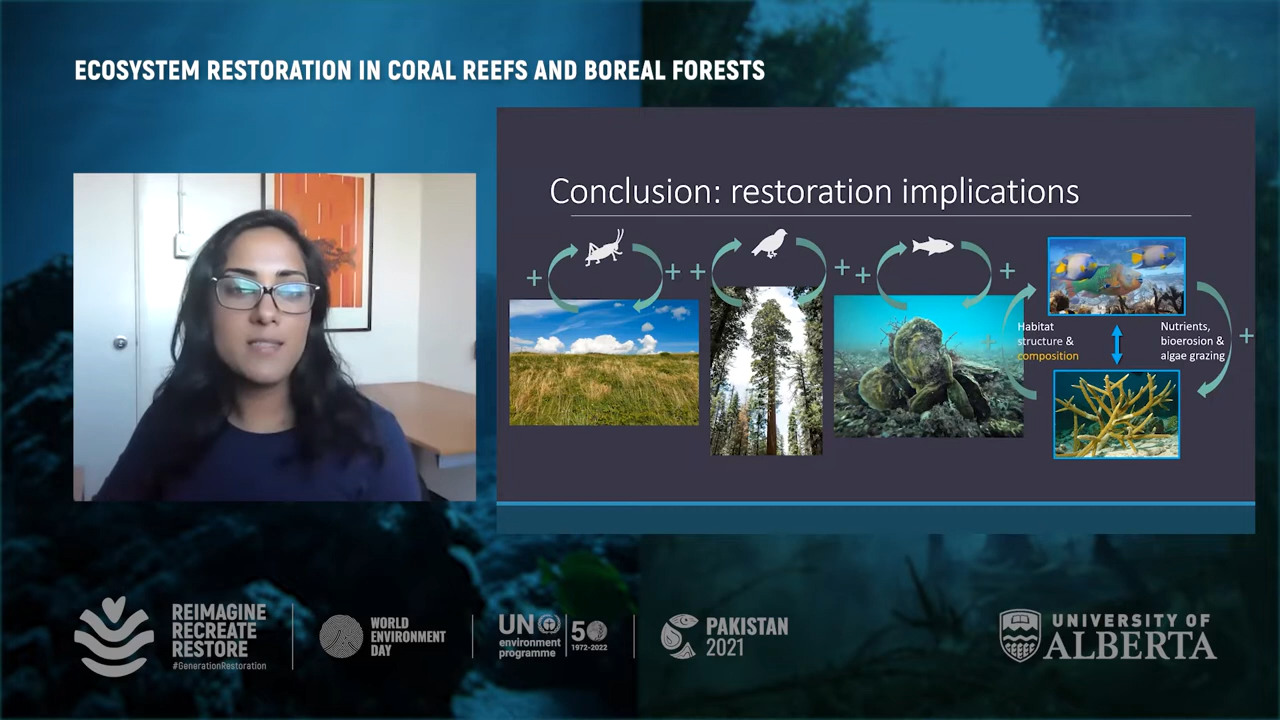 ECOSYSTEM RESTORATION IN CORAL REEFS AND BOREAL FORESTS
Conclusion: restoration implications
+
+
+
+
+
+
+
+
Habitat
structure &
composition
Nutrients,
bioerosion &
algae grazing
REIMAGINE
RECREATE
RESTORE
#GenerationRestoration
WORLD
ENVIRONMENT
DAY
UN
environment
programme
50
1972-2022
PAKISTAN
2021
UNIVERSITY OF
ALBERTA